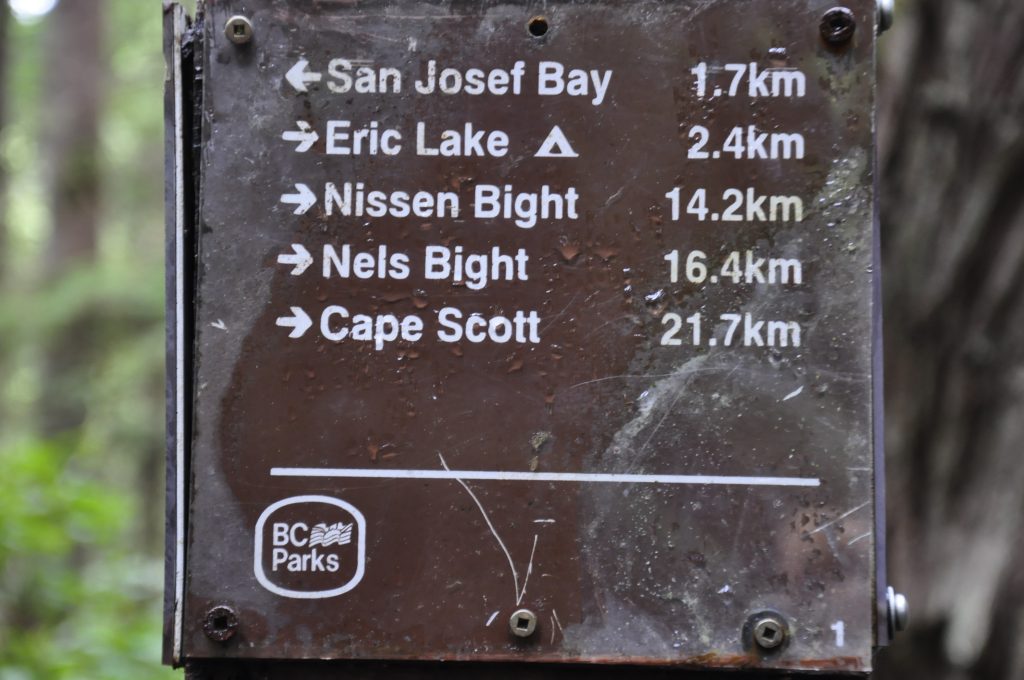 ← San Josef Bay 1.7km
→ Eric Lake 2.4km
→ Nissen Bight 14.2km
→ Nels Bight 16.4km
→ Cape Scott 21.7km
BC
Parks
1